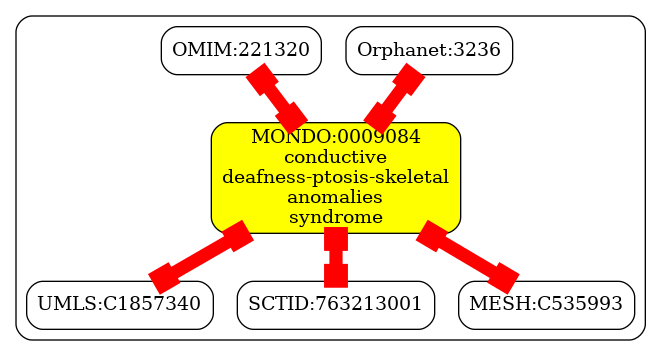 OMIM:221320
Orphanet:3236
MONDO:0009084
conductive
deafness-ptosis-skeletal
anomalies
syndrome
UMLS:C1857340
SCTID:763213001
MESH:C535993